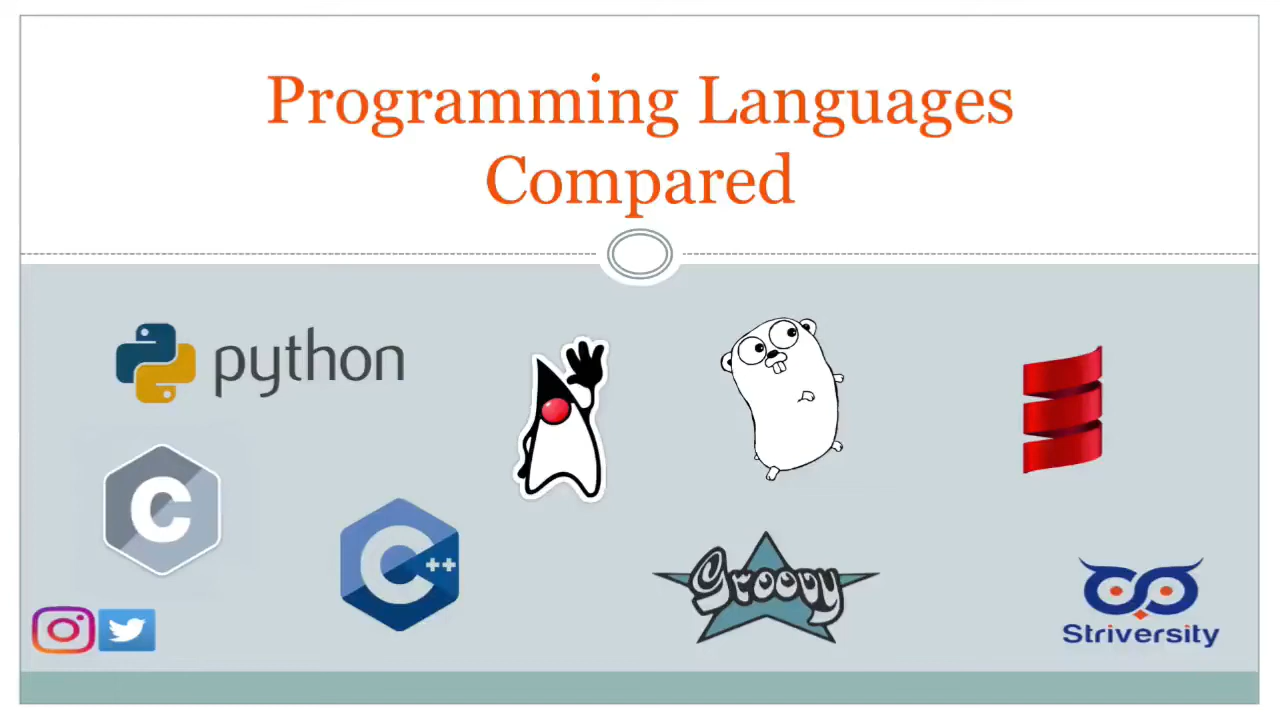 Programming Languages
Compared
python
C
C++
Groovy
Striversity